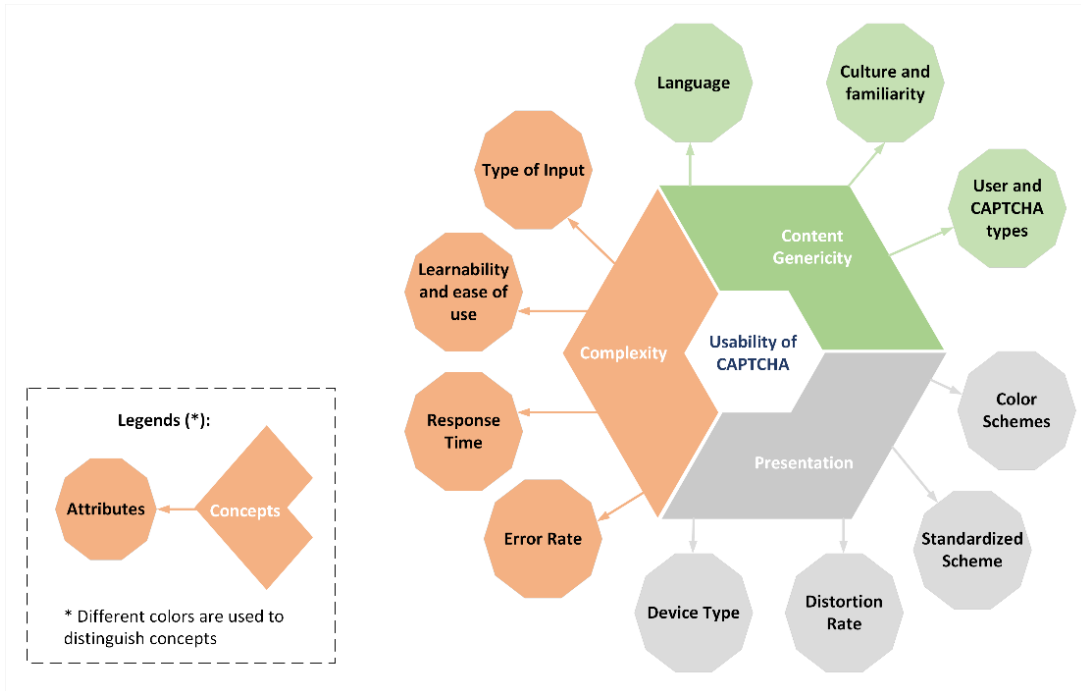 Language
Culture and
familiarity
Type of Input
User and
CAPTCHA
types
Content
Genericity
Learnability
and ease of
use
Complexity
Usability of
CAPTCHA
Color
Schemes
Response
Time
Presentation
Error Rate
Standardized
Scheme
Device Type
Distortion
Rate
Legends (*):
Attributes
Concepts
* Different colors are used to
distinguish concepts